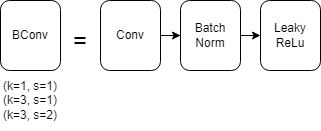 BConv
=
Conv
Batch
Norm
Leaky
ReLu
(k=1, s=1)
(k=3, s=1)
(k=3, s=2)